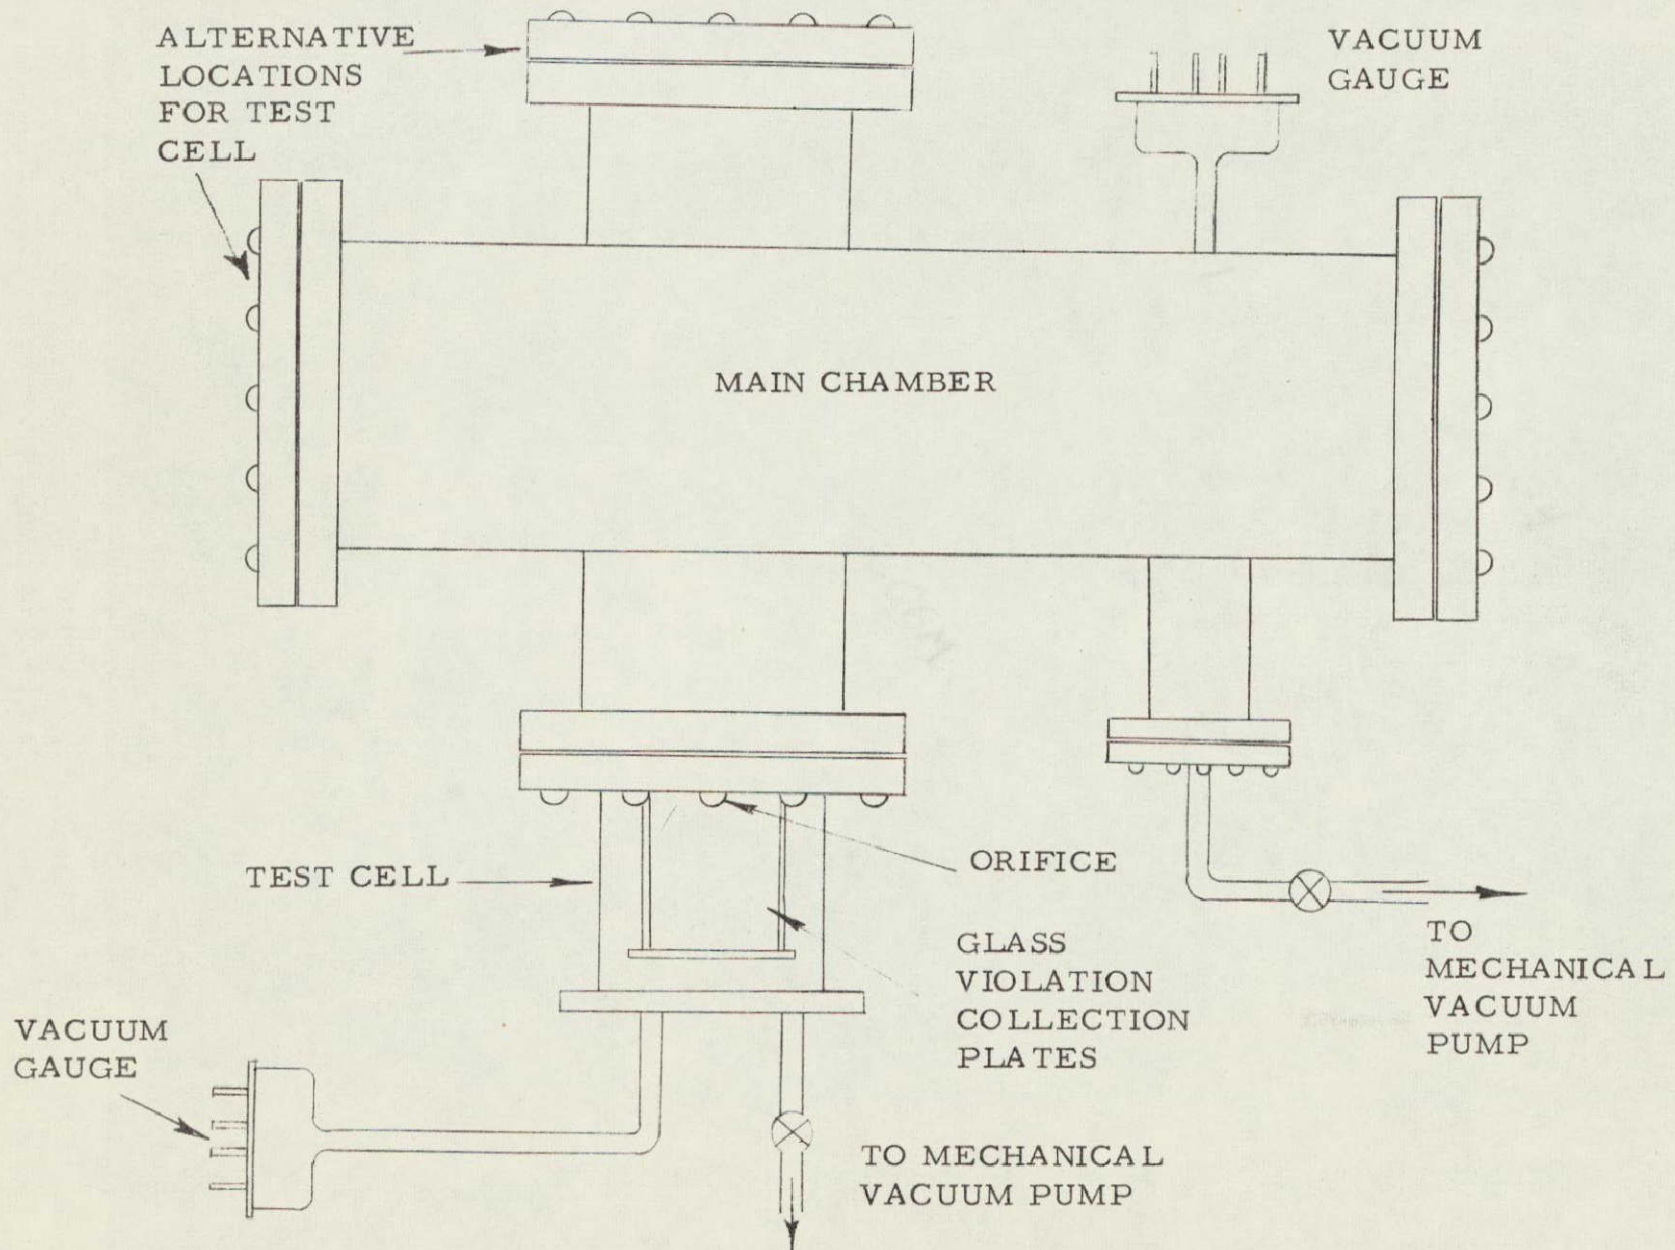 ALTERNATIVE
LOCATIONS
FOR TEST
CELL
VACUUM
GAUGE
MAIN CHAMBER
TEST CELL
ORIFICE
GLASS
VIOLATION
COLLECTION
PLATES
TO
MECHANICAL
VACUUM
PUMP
VACUUM
GAUGE
TO MECHANICAL
VACUUM PUMP